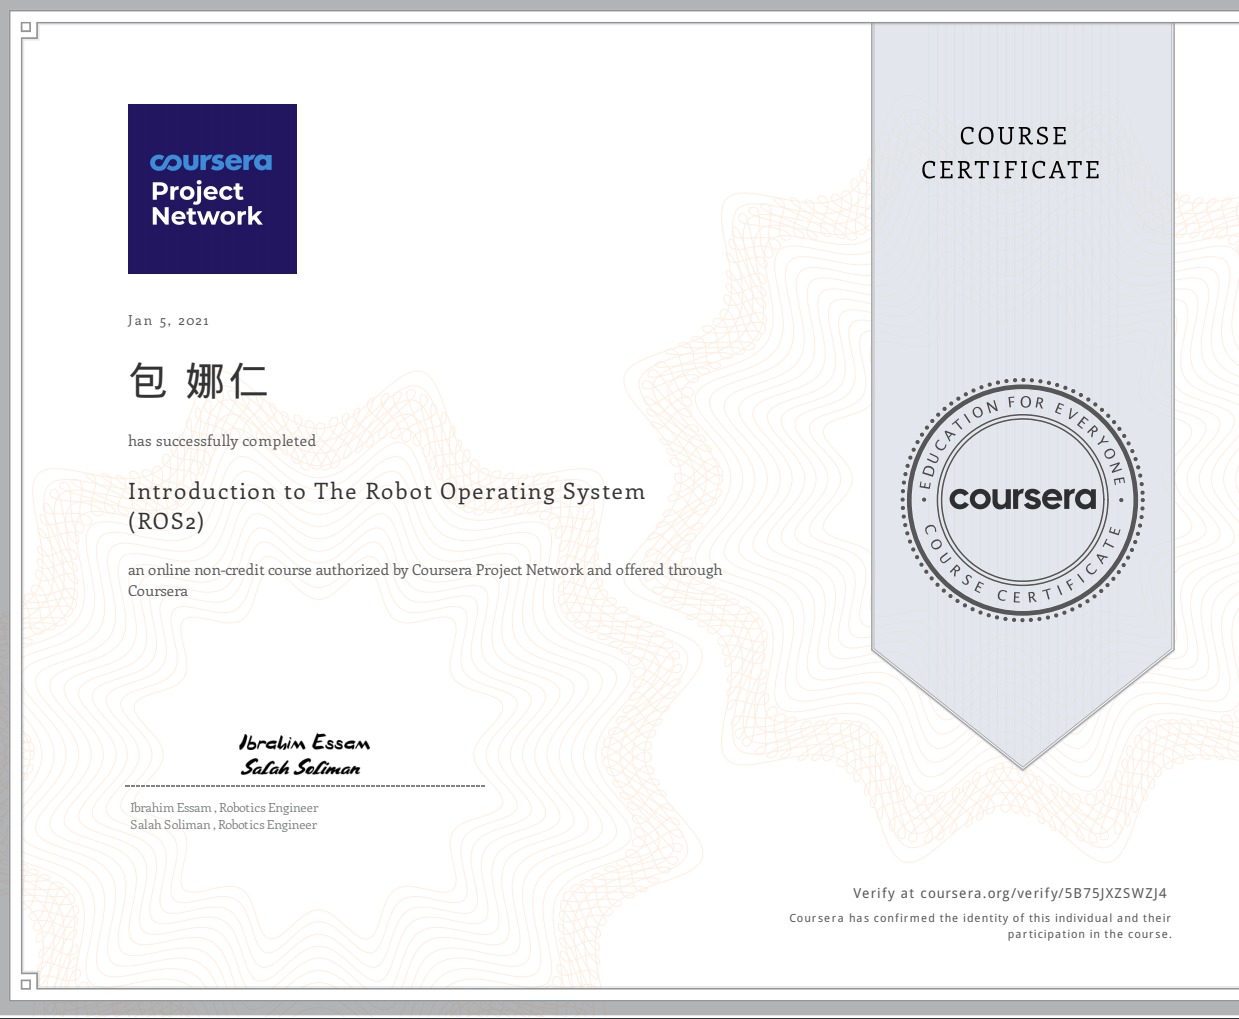 coursera
Project
Network
COURSE
CERTIFICATE
Jan 5, 2021
包 娜仁
has successfully completed
Introduction to The Robot Operating System
(ROS2)
an online non-credit course authorized by Coursera Project Network and offered through
Coursera
EDUCATION FOR EVERYONE
coursera
COURSE CERTIFICATE
Ibrahim Essam
Salah Soliman
Ibrahim Essam , Robotics Engineer
Salah Soliman , Robotics Engineer
Verify at coursera.org/verify/5B75JXZSWZJ4
Coursera has confirmed the identity of this individual and their
participation in the course.